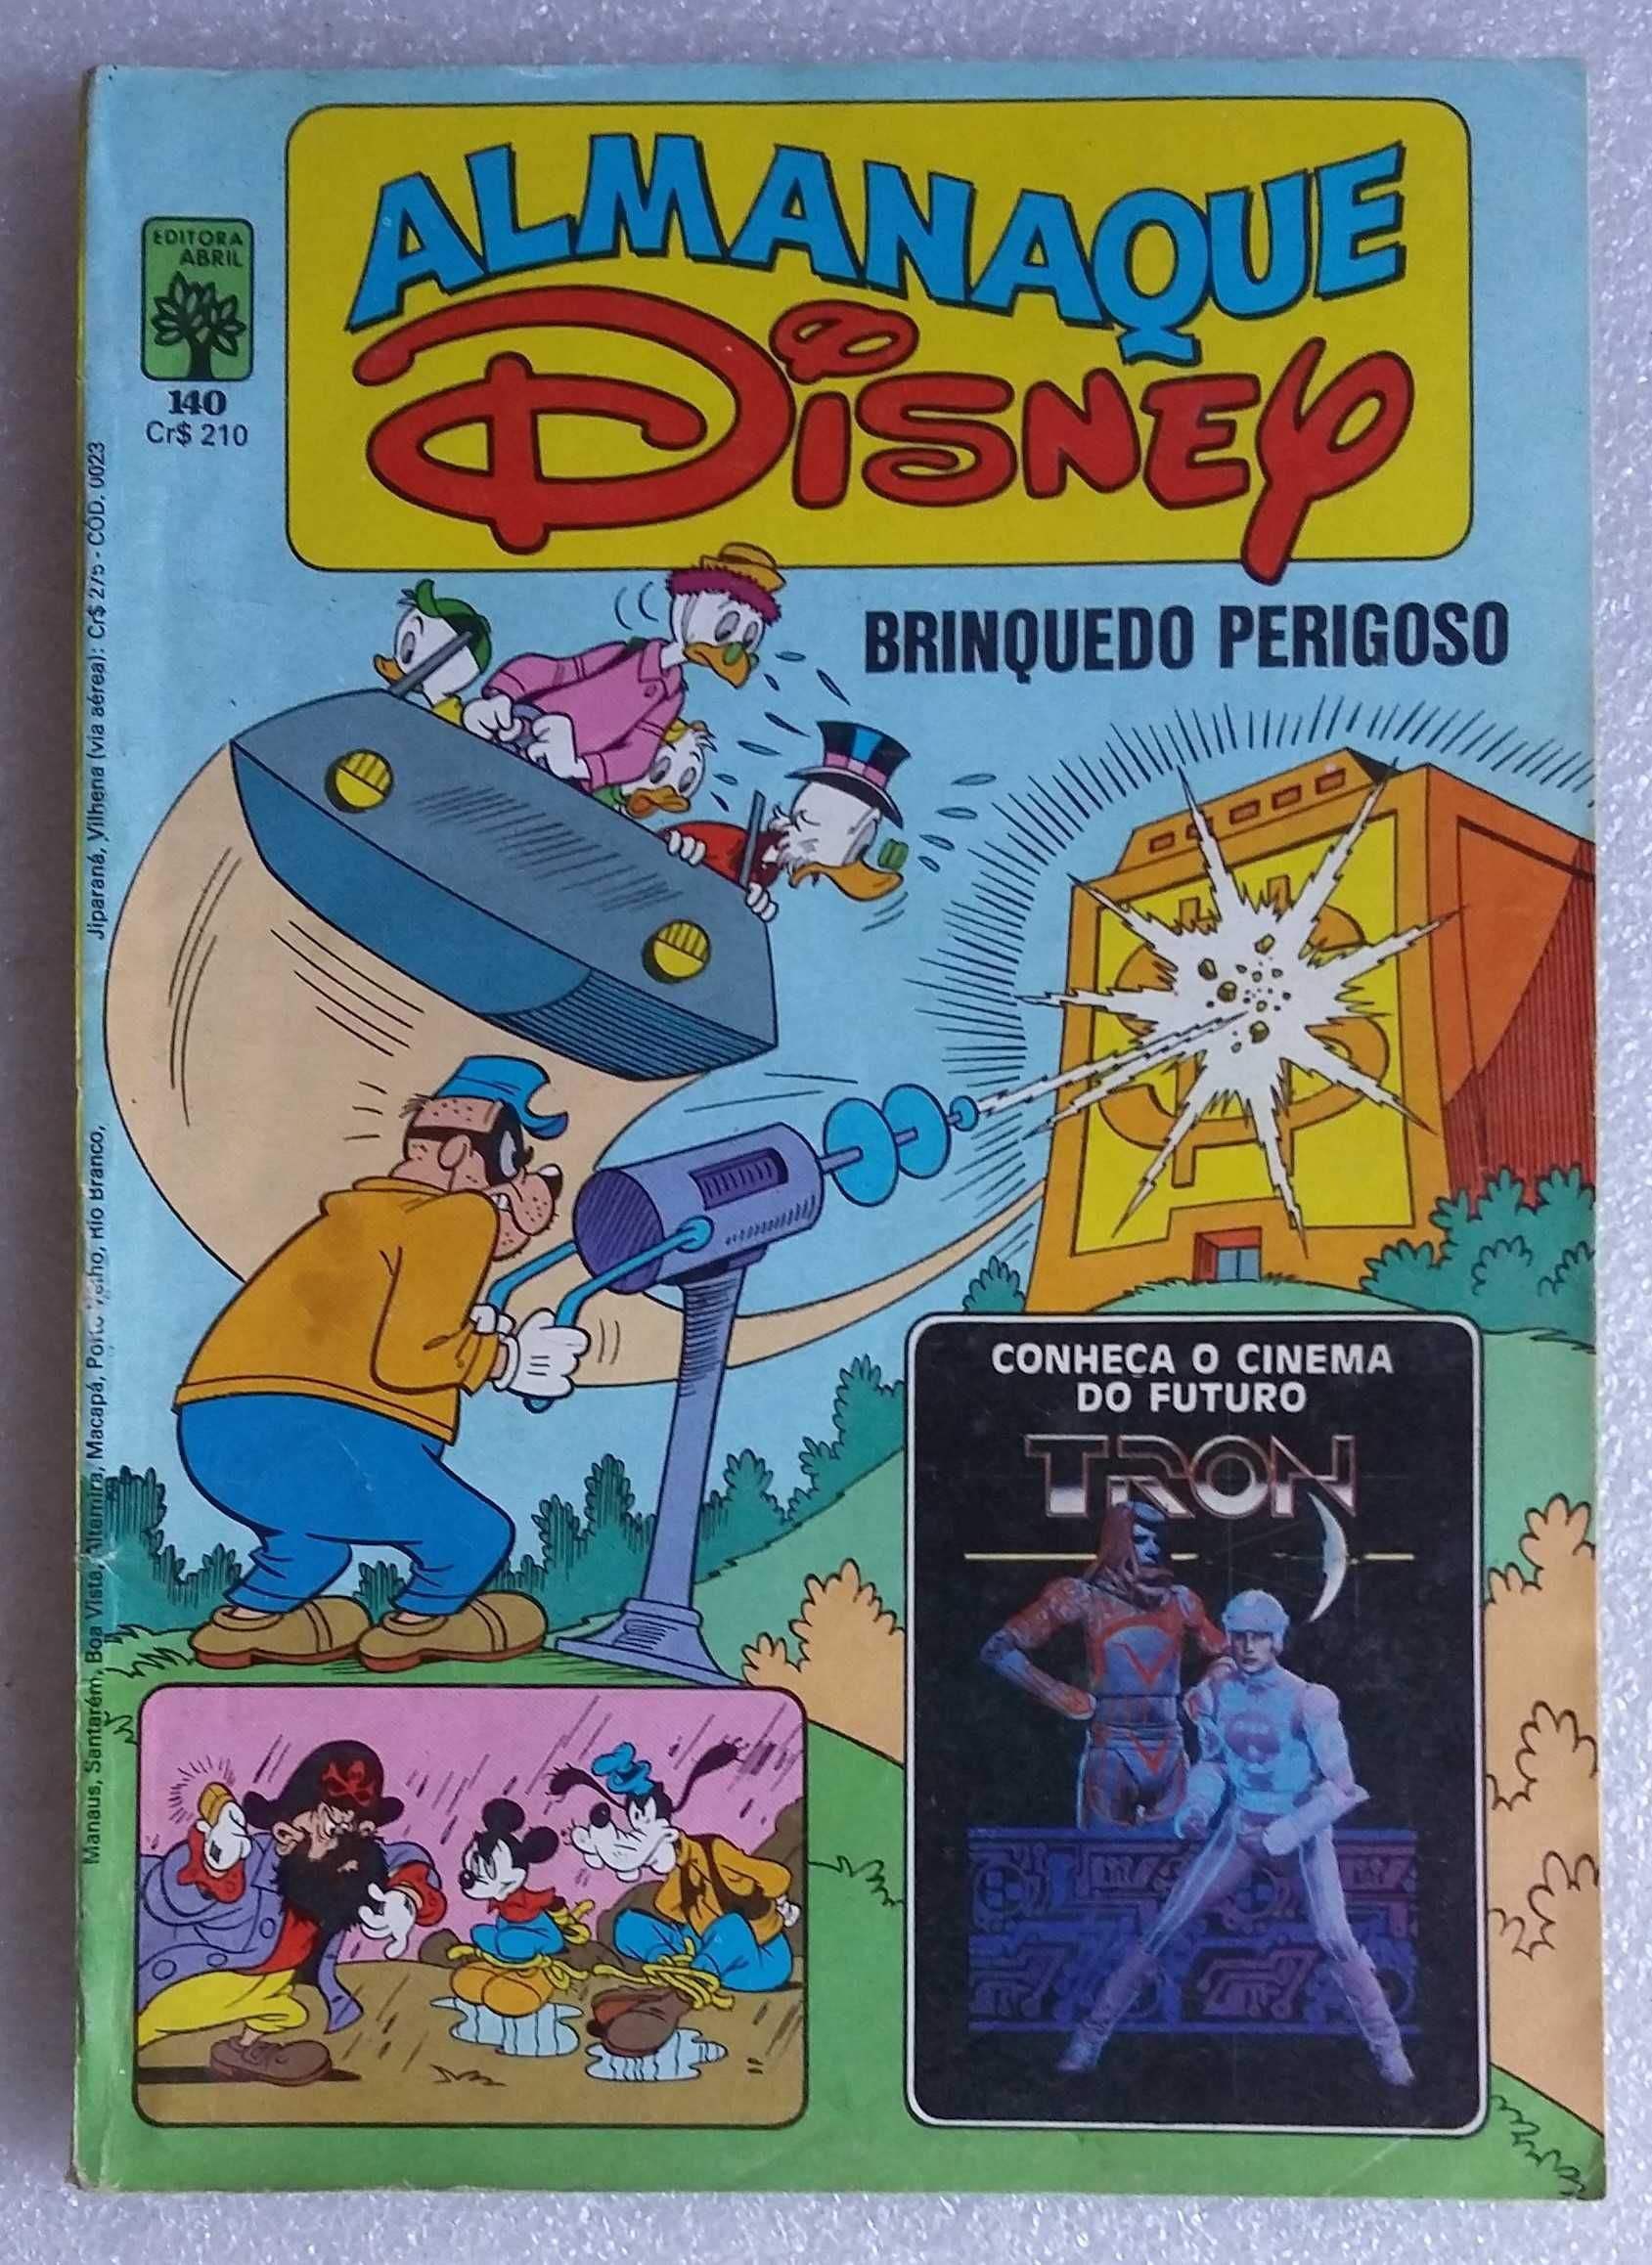 ALMANAQUE
DISNEY
EDITORA
ABRIL
140
Cr$ 210
BRINQUEDO PERIGOSO
Manaus, Santarém, Boa Vista, Altamira, Macapá, Porto Velho, Rio Branco,
Jiparaná, Vilhena (via aérea): Cr$ 275 - CÓD. 0023
$
CONHEÇA O CINEMA
DO FUTURO
TRON